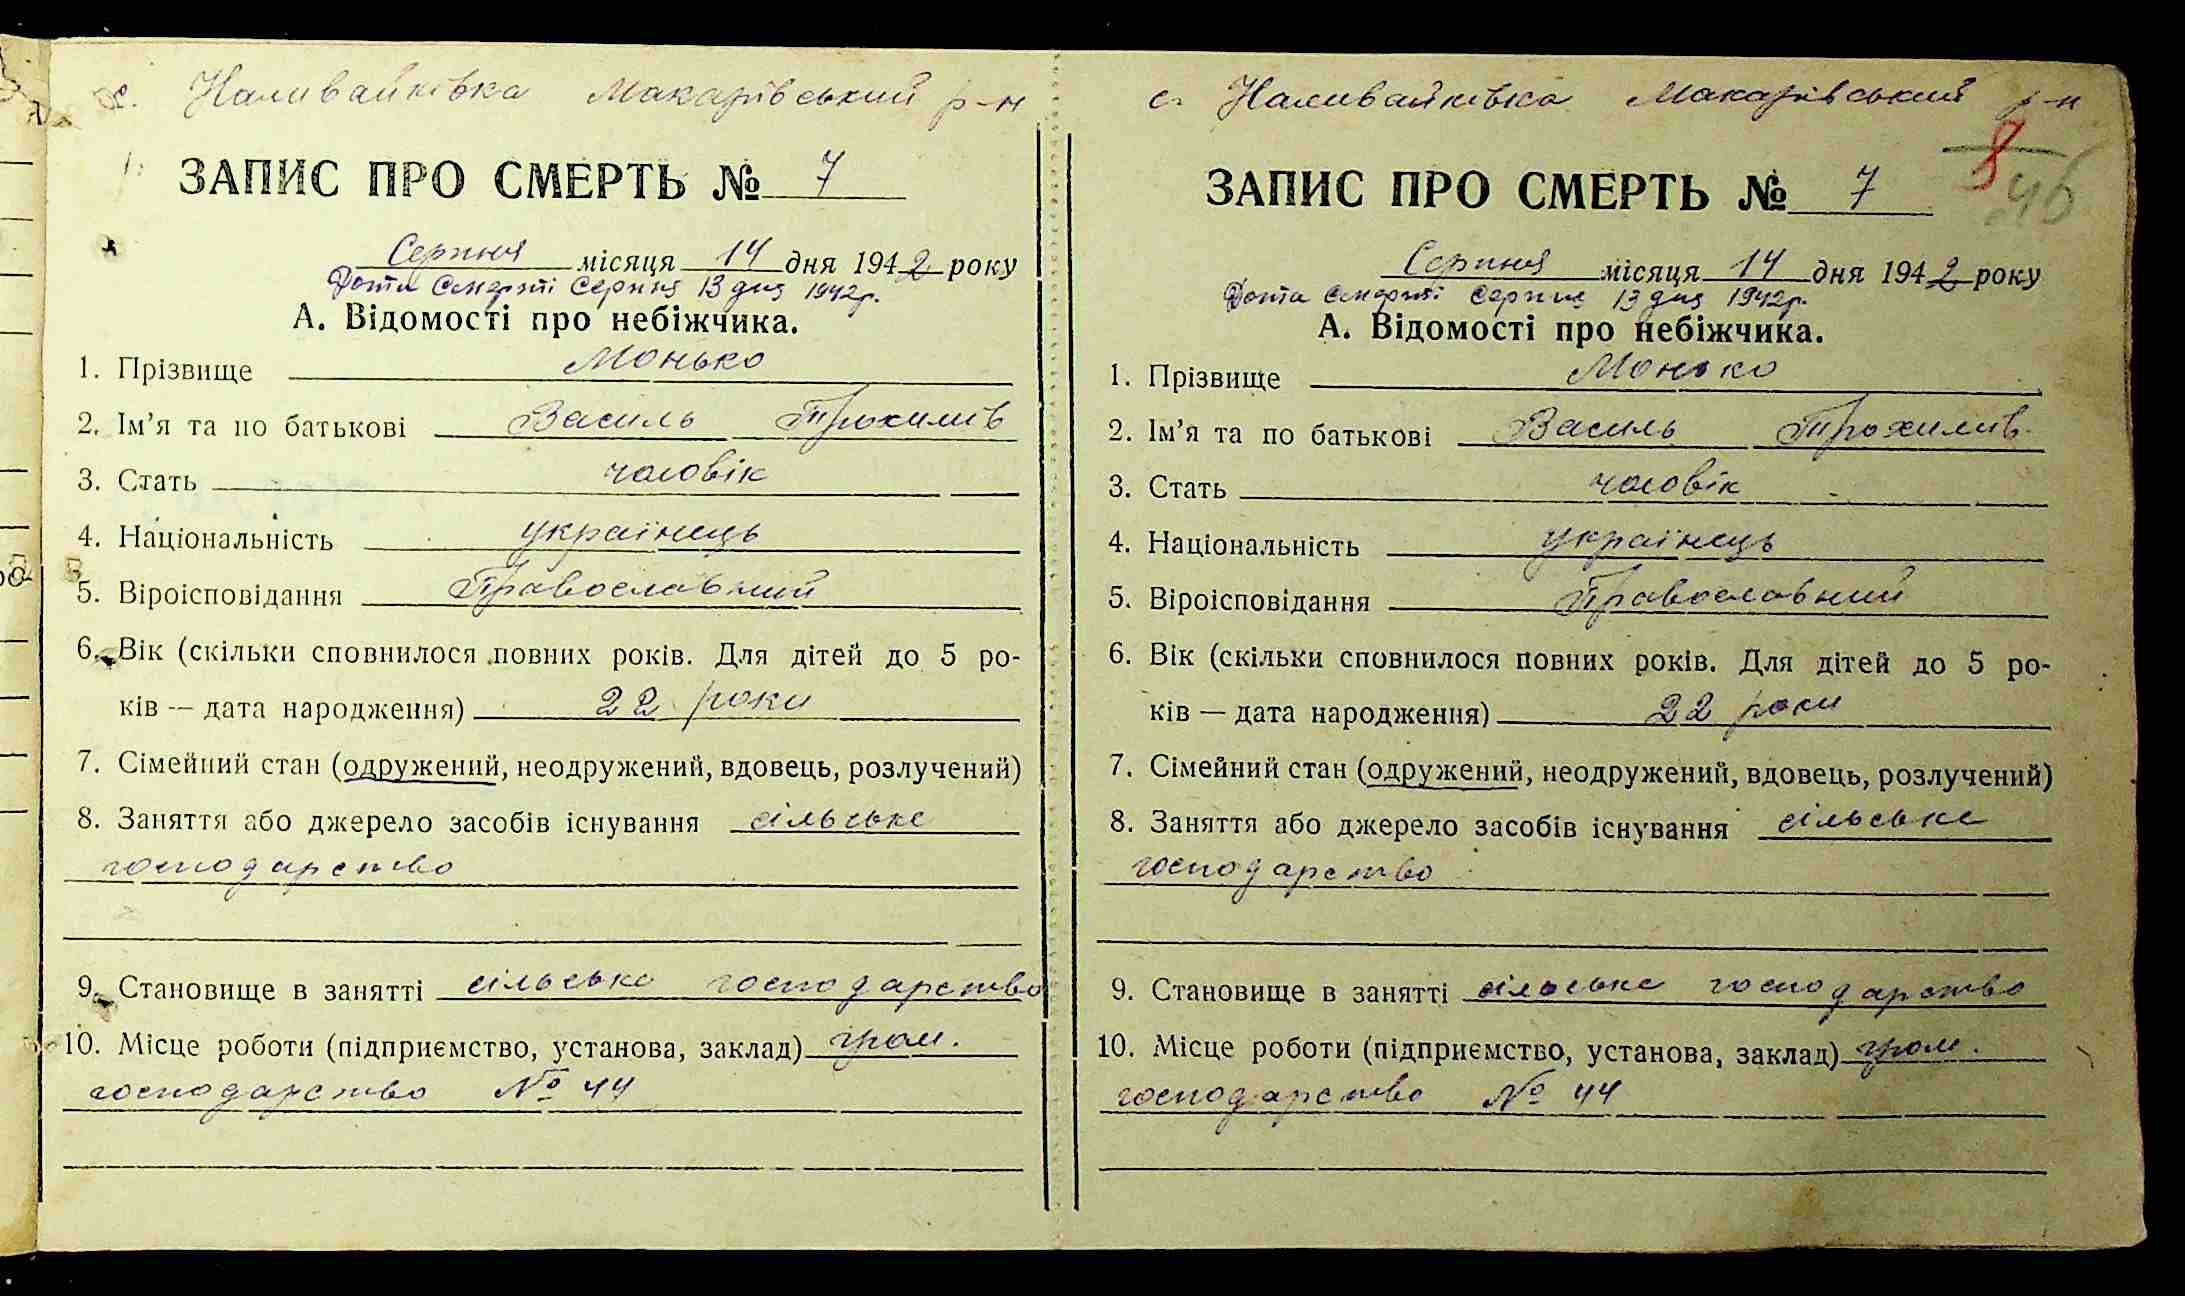 с. Наливайківка Макарівський р-н
ЗАПИС ПРО СМЕРТЬ № 7
Серпня місяця 14 дня 1942 року
Дота Смерті Серпня 13 дня 1942р.
А. Відомості про небіжчика.
1. Прізвище Монько
2. Ім'я та по батькові Василь Трохимів
3. Стать чоловік
4. Національність українець
5. Віроісповідання Православний
6. Вік (скільки сповнилося повних років. Для дітей до 5 ро-
ків — дата народження) 22 роки
7. Сімейний стан (одружений, неодружений, вдовець, розлучений)
8. Заняття або джерело засобів існування сільське
господарство
9. Становище в занятті сільське господарство
10. Місце роботи (підприємство, установа, заклад) гром.
господарство № 44
с. Наливайківка Макарівський р-н
8
46
ЗАПИС ПРО СМЕРТЬ № 7
Серпня місяця 14 дня 1942 року
Дота Смерті Серпня 13 дня 1942р.
А. Відомості про небіжчика.
1. Прізвище Монько
2. Ім'я та по батькові Василь Трохимів
3. Стать чоловік
4. Національність українець
5. Віроісповідання Православний
6. Вік (скільки сповнилося повних років. Для дітей до 5 ро-
ків — дата народження) 22 роки
7. Сімейний стан (одружений, неодружений, вдовець, розлучений)
8. Заняття або джерело засобів існування сільське
господарство
9. Становище в занятті сільське господарство
10. Місце роботи (підприємство, установа, заклад) гром.
господарство № 44